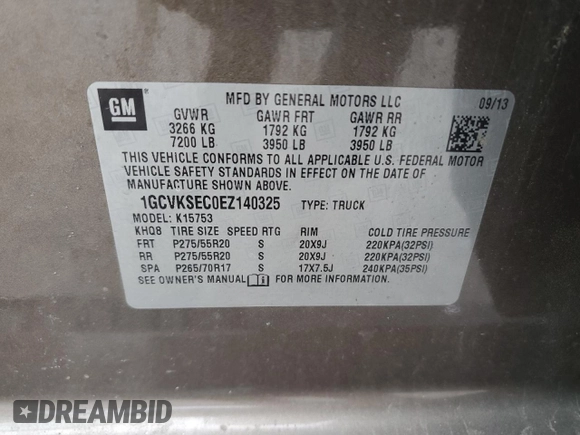 GM
MFD BY GENERAL MOTORS LLC 09/13
GVWR GAWR FRT GAWR RR
3266 KG 1792 KG 1792 KG
7200 LB 3950 LB 3950 LB
THIS VEHICLE CONFORMS TO ALL APPLICABLE U.S. FEDERAL MOTOR
VEHICLE SAFETY STANDARDS IN EFFECT ON THE DATE OF
MANUFACTURE SHOWN ABOVE.
1GCVKSEC0EZ140325 TYPE: TRUCK
MODEL: K15753
KHQB TIRE SIZE SPEED RTG RIM COLD TIRE PRESSURE
FRT P275/55R20 S 20X9J 220KPA(32PSI)
RR P275/55R20 S 20X9J 220KPA(32PSI)
SPA P265/70R17 S 17X7.5J 240KPA(35PSI)
SEE OWNER'S MANUAL FOR MORE INFORMATION.
DREAMBID